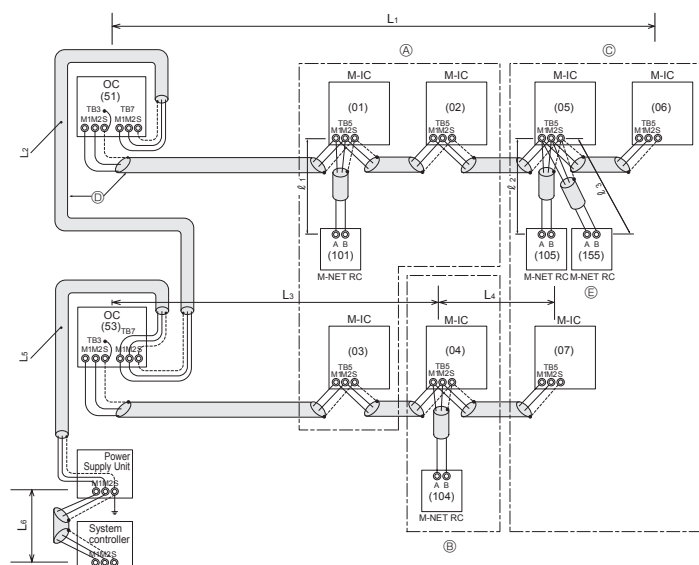 L1
A
C
M-IC
M-IC
M-IC
M-IC
OC
(51)
TB3
TB7
M1M2S
M1M2S
(01)
TB5
M1M2S
(02)
TB5
M1M2S
(05)
TB5
M1M2S
(06)
TB5
M1M2S
L2
D
ℓ1
ℓ2
ℓ3
A B
(101)
M-NET RC
A B
(105)
M-NET RC
A B
(155)
M-NET RC
E
L3
L4
OC
(53)
TB3
TB7
M1M2S
M1M2S
M-IC
(03)
TB5
M1M2S
M-IC
(04)
TB5
M1M2S
M-IC
(07)
TB5
M1M2S
L5
Power
Supply Unit
M1M2S
A B
(104)
M-NET RC
L6
System
controller
M1M2S
B